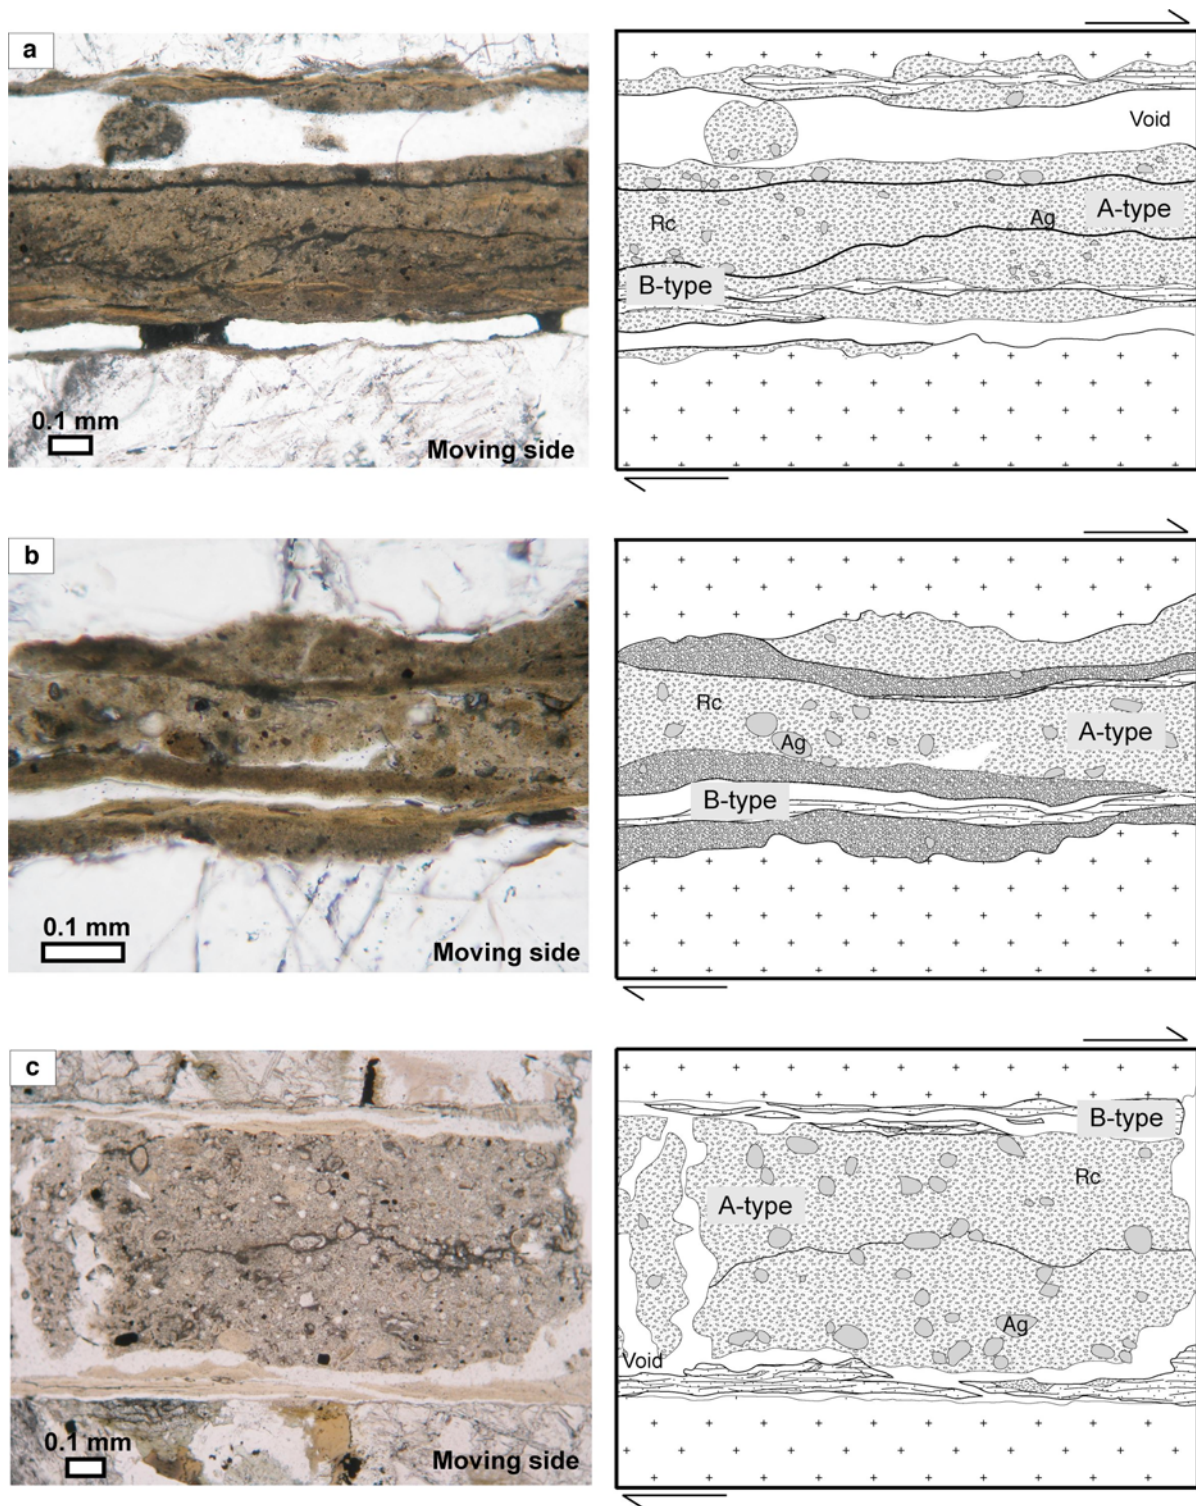 a
Void
A-type
Rc
Ag
B-type
0.1 mm
Moving side
b
Rc
Ag
A-type
B-type
0.1 mm
Moving side
c
B-type
Rc
A-type
Ag
Void
0.1 mm
Moving side